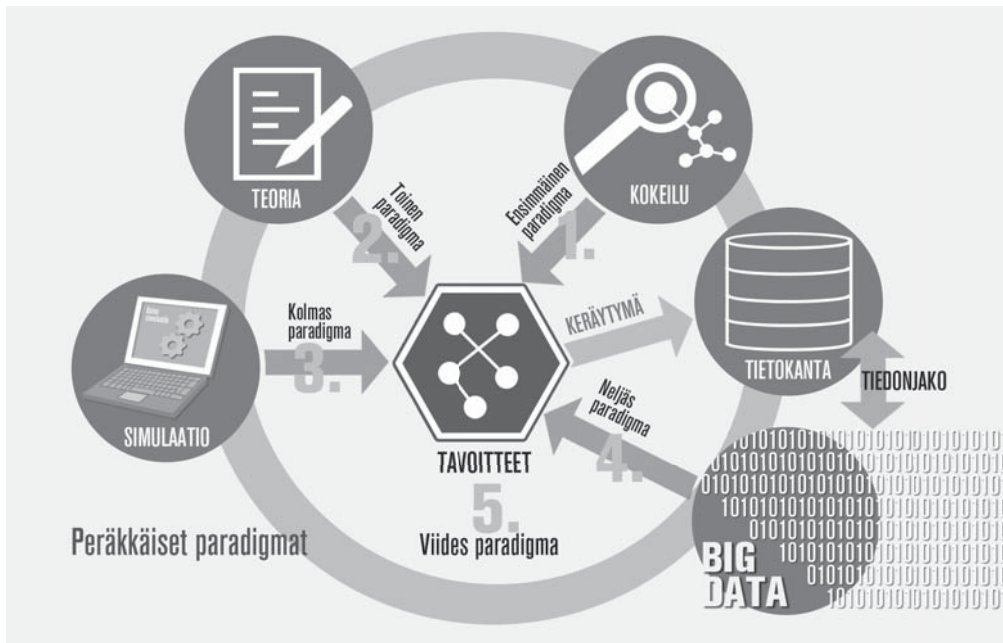 TEORIA
KOKEILU
Toinen
paradigma
2.
Ensimmäinen
paradigma
1.
Kolmas
paradigma
3.
KERÄYTYMÄ
TIETOKANTA
TIEDONJAKO
SIMULAATIO
Neljäs
paradigma
4.
TAVOITTEET
5.
Viides paradigma
Peräkkäiset paradigmat
BIG
DATA